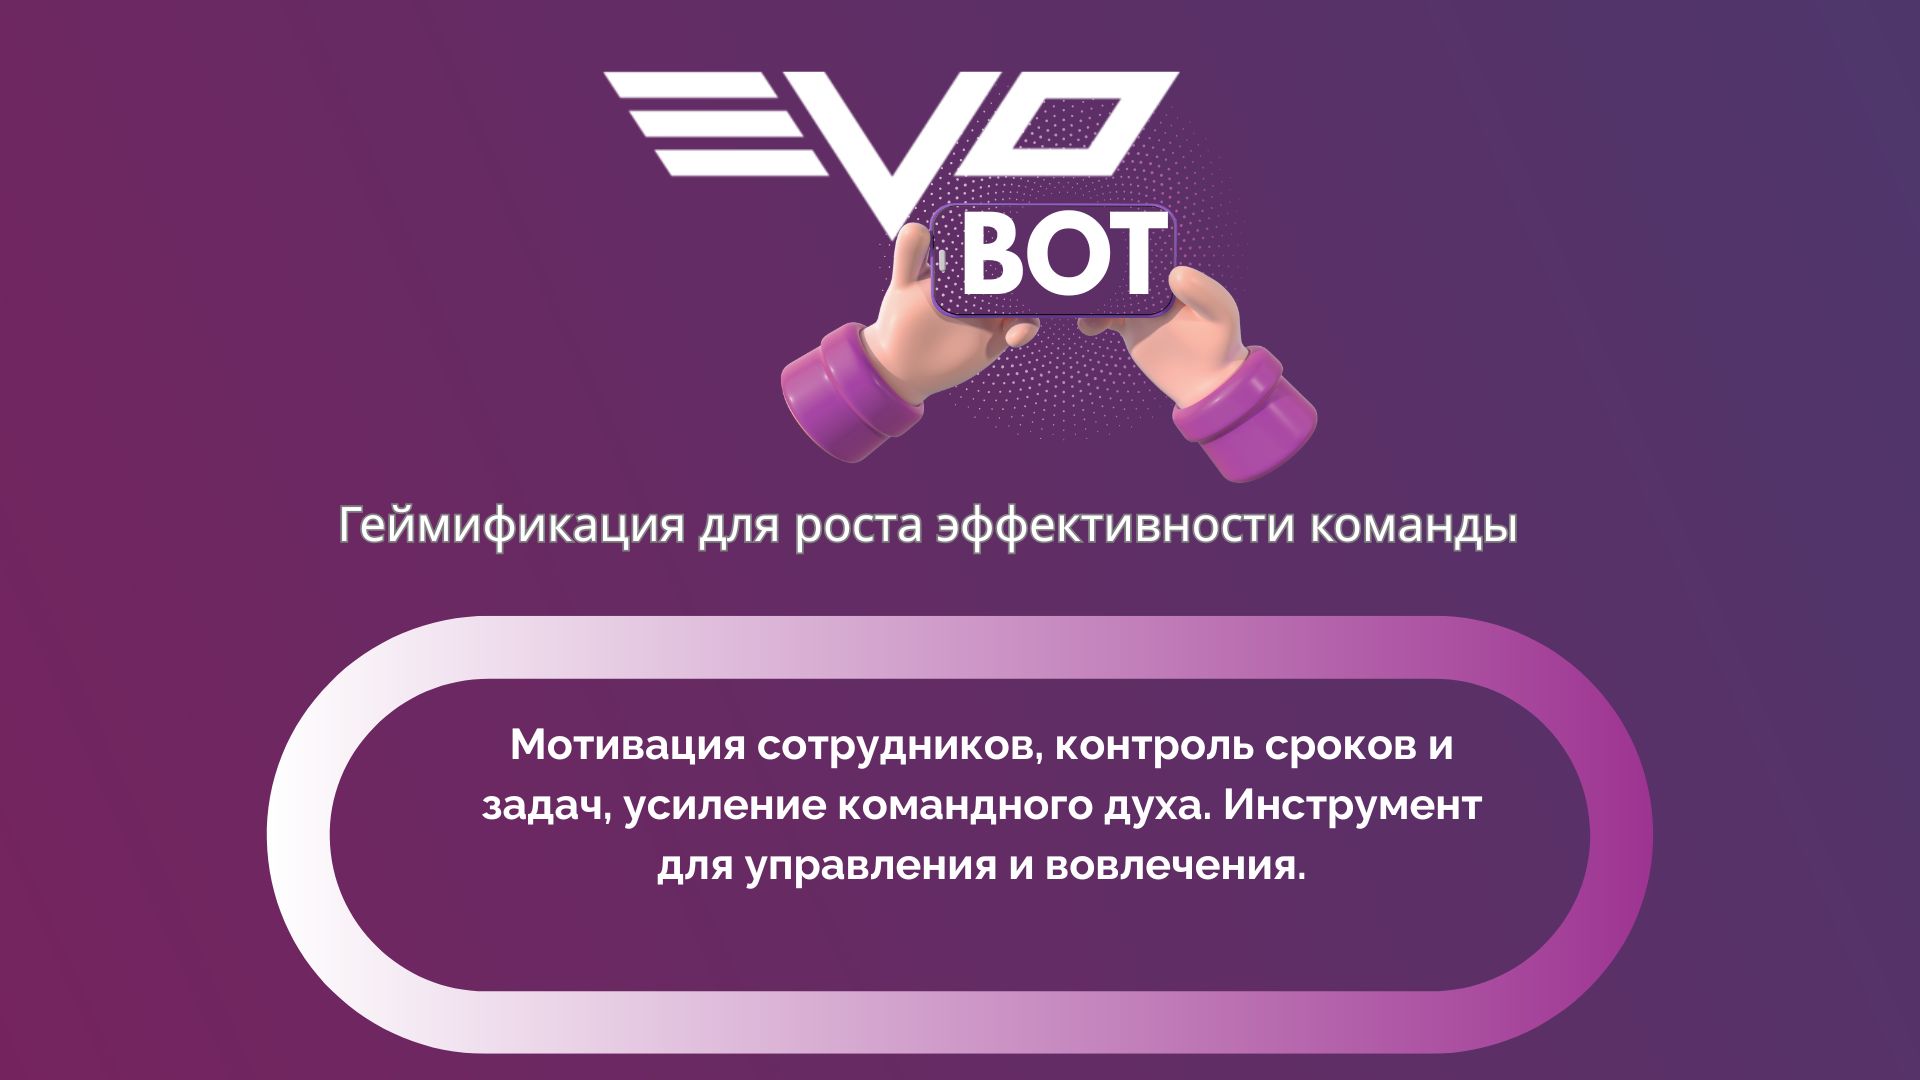 EVO
BOT
Геймификация для роста эффективности команды
Мотивация сотрудников, контроль сроков и
задач, усиление командного духа. Инструмент
для управления и вовлечения.